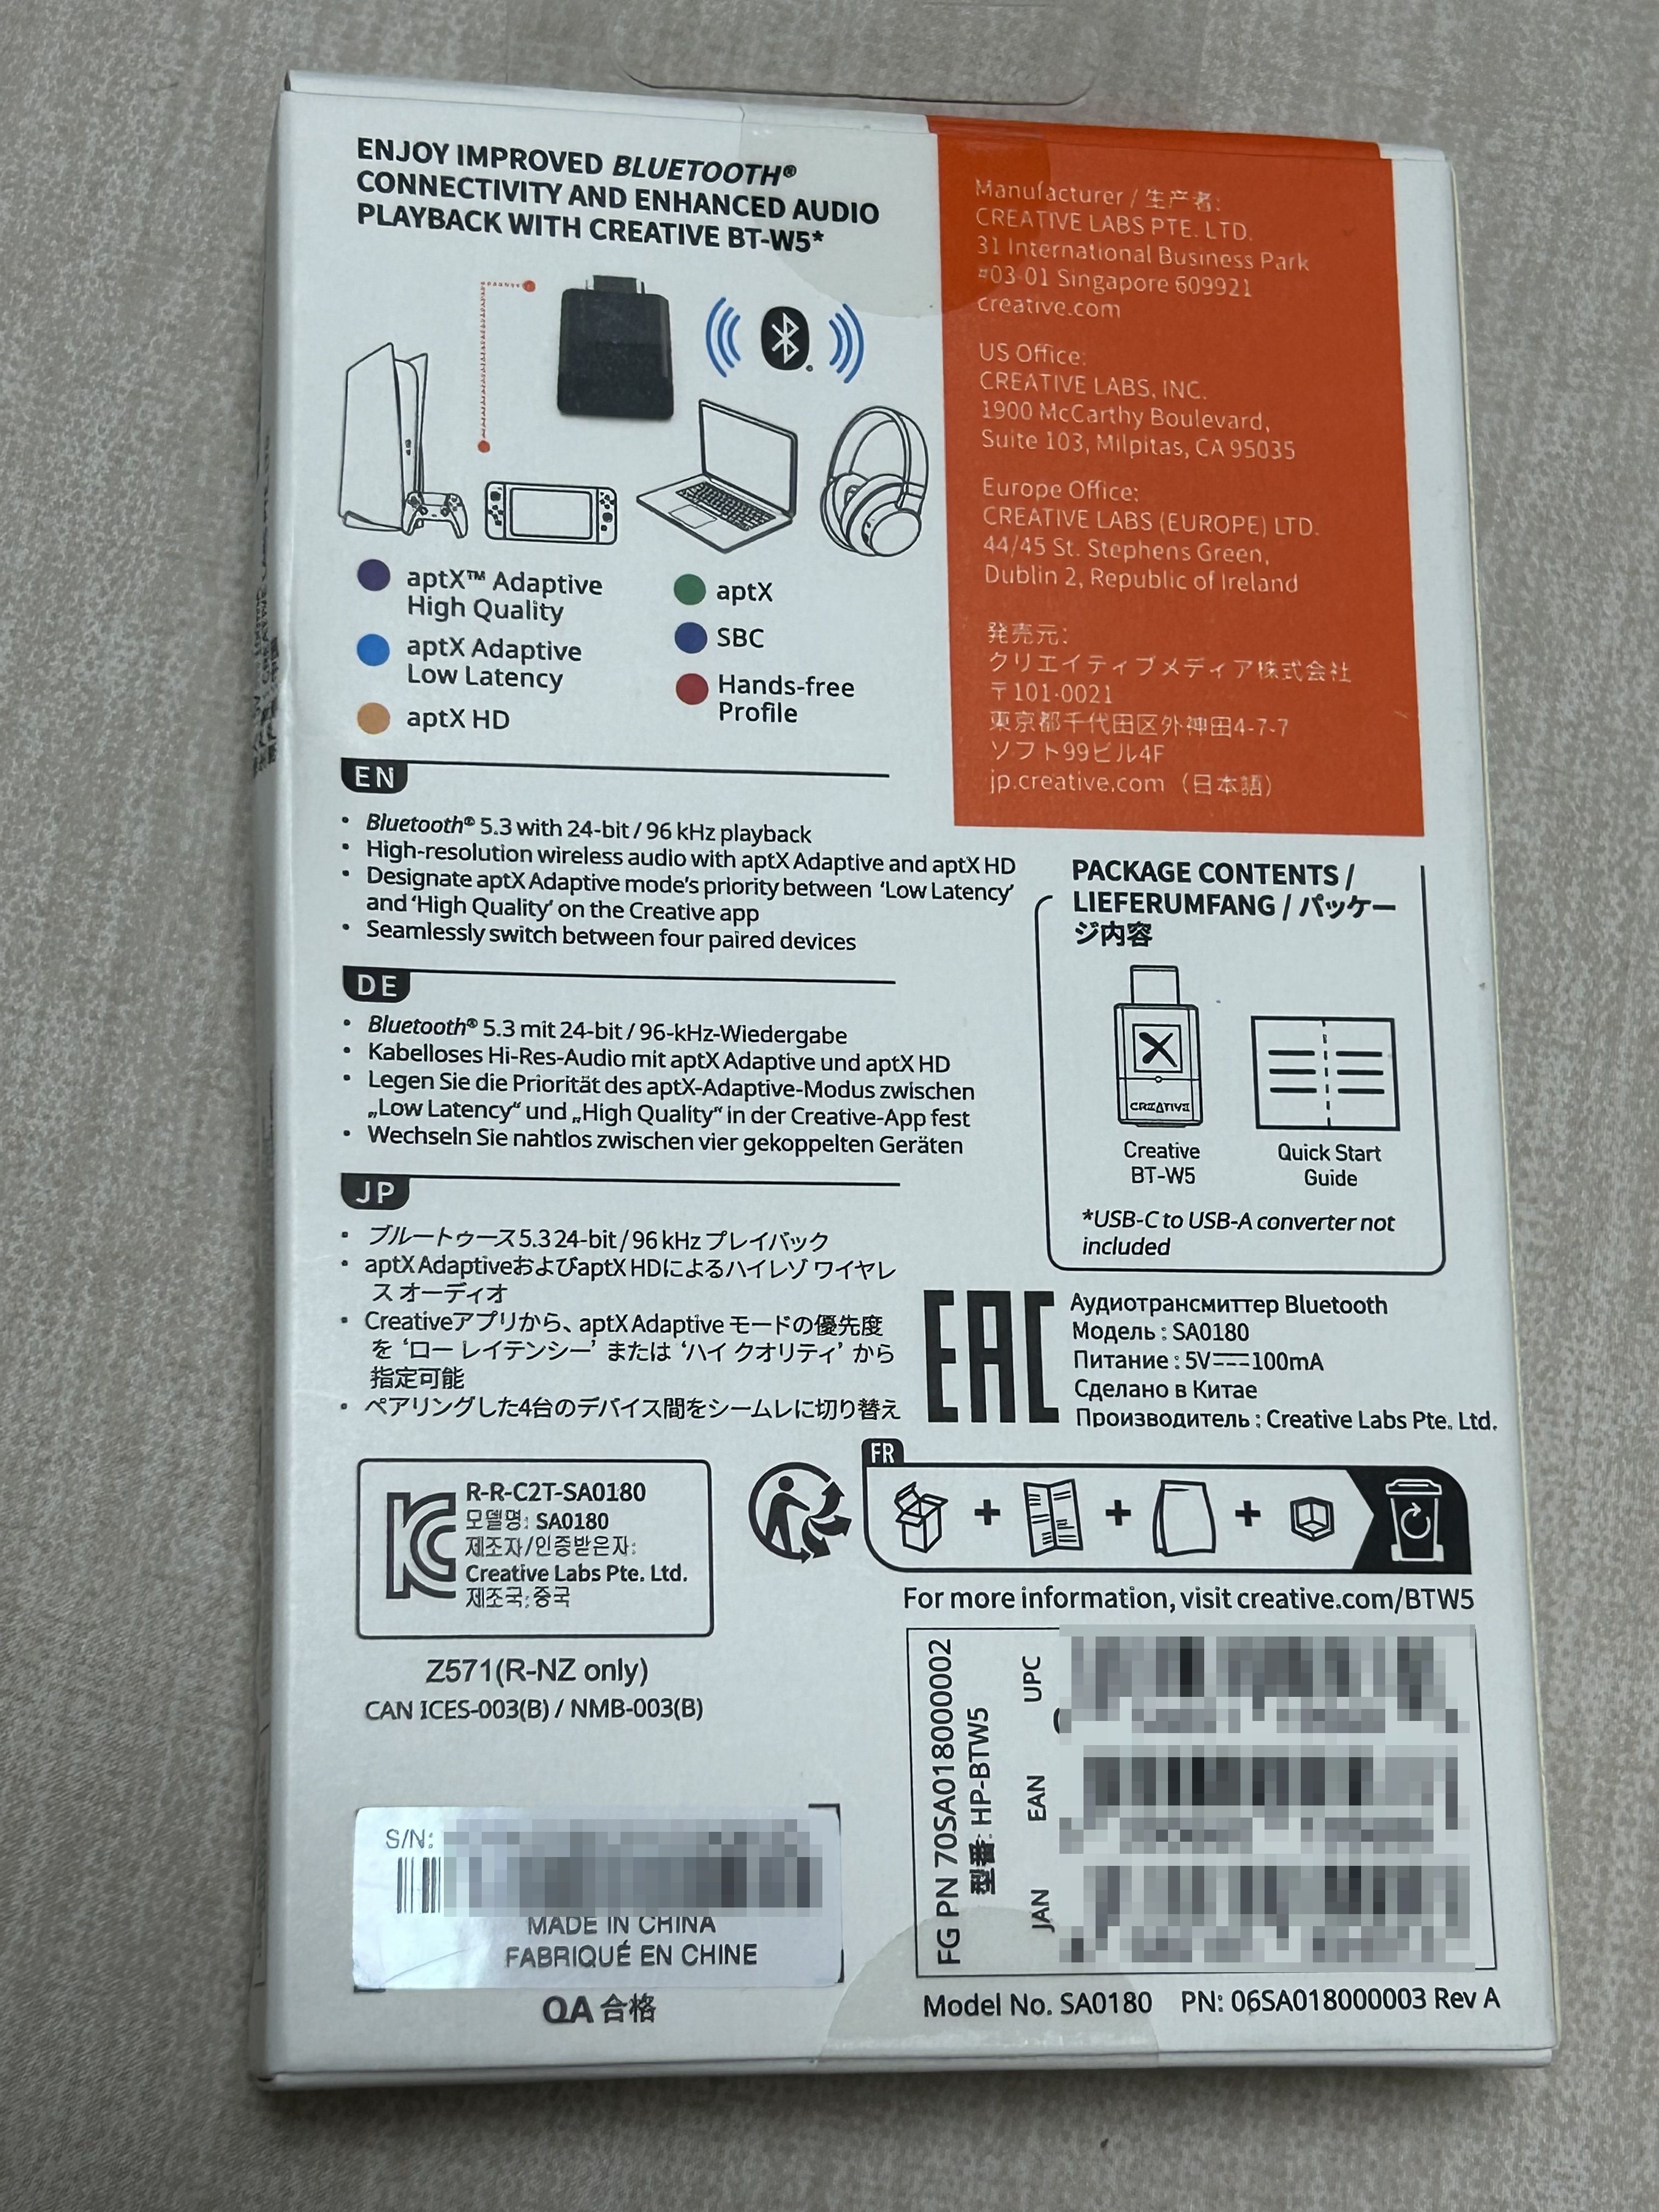 ENJOY IMPROVED BLUETOOTH®
CONNECTIVITY AND ENHANCED AUDIO
PLAYBACK WITH CREATIVE BT-W5*
aptX™ Adaptive
High Quality
aptX Adaptive
Low Latency
aptX HD
aptX
SBC
Hands-free
Profile
Manufacturer / 生产者:
CREATIVE LABS PTE. LTD.
31 International Business Park
#03-01 Singapore 609921
creative.com
US Office:
CREATIVE LABS, INC.
1900 McCarthy Boulevard,
Suite 103, Milpitas, CA 95035
Europe Office:
CREATIVE LABS (EUROPE) LTD.
44/45 St. Stephens Green,
Dublin 2, Republic of Ireland
発売元:
クリエイティブメディア株式会社
〒101-0021
東京都千代田区外神田4-7-7
ソフト99ビル4F
jp.creative.com（日本語）
EN
• Bluetooth® 5.3 with 24-bit / 96 kHz playback
• High-resolution wireless audio with aptX Adaptive and aptX HD
• Designate aptX Adaptive mode's priority between 'Low Latency'
and 'High Quality' on the Creative app
• Seamlessly switch between four paired devices
DE
• Bluetooth® 5.3 mit 24-bit / 96-kHz-Wiedergabe
• Kabelloses Hi-Res-Audio mit aptX Adaptive und aptX HD
• Legen Sie die Priorität des aptX-Adaptive-Modus zwischen
„Low Latency“ und „High Quality“ in der Creative-App fest
• Wechseln Sie nahtlos zwischen vier gekoppelten Geräten
JP
• ブルートゥース5.3 24-bit / 96 kHz プレイバック
• aptX AdaptiveおよびaptX HDによるハイレゾ ワイヤレ
ス オーディオ
• Creativeアプリから、aptX Adaptive モードの優先度
を 'ロー レイテンシー' または 'ハイ クオリティ' から
指定可能
• ペアリングした4台のデバイス間をシームレに切り替え
PACKAGE CONTENTS /
LIEFERUMFANG / パッケー
ジ内容
CREATIVE
Creative
BT-W5
Quick Start
Guide
*USB-C to USB-A converter not
included
EAC
Аудиотрансмиттер Bluetooth
Модель : SA0180
Питание : 5V⎓100mA
Сделано в Китае
Производитель : Creative Labs Pte. Ltd.
R-R-C2T-SA0180
모델명: SA0180
제조자/인증받은자:
Creative Labs Pte. Ltd.
제조국: 중국
FR
For more information, visit creative.com/BTW5
Z571(R-NZ only)
CAN ICES-003(B) / NMB-003(B)
FG PN 70SA018000002
型番: HP-BTW5
UPC
EAN
JAN
S/N:
MADE IN CHINA
FABRIQUÉ EN CHINE
QA 合格
Model No. SA0180 PN: 06SA018000003 Rev A